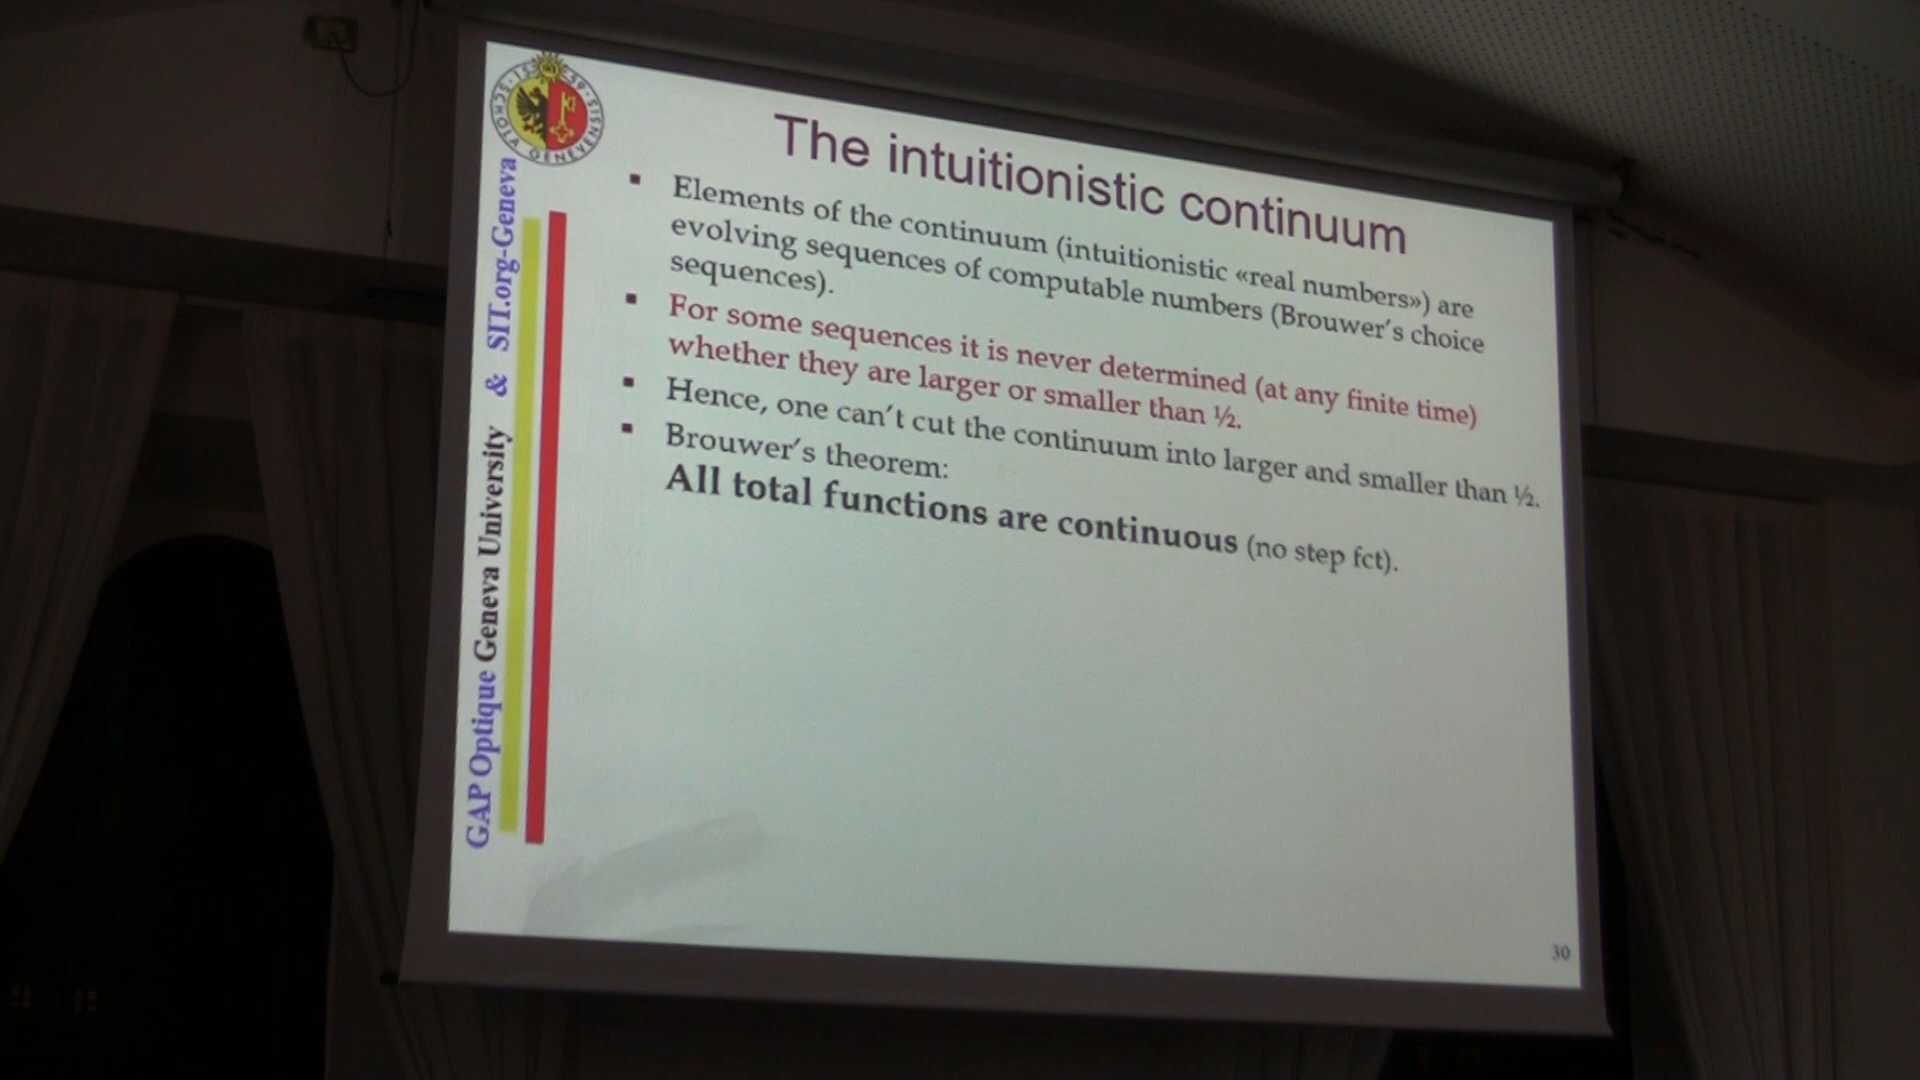 The intuitionistic continuum
▪ Elements of the continuum (intuitionistic «real numbers») are
evolving sequences of computable numbers (Brouwer's choice
sequences).
▪ For some sequences it is never determined (at any finite time)
whether they are larger or smaller than ½.
▪ Hence, one can't cut the continuum into larger and smaller than ½.
▪ Brouwer's theorem:
All total functions are continuous (no step fct).
GAP Optique Geneva University & SIT.org-Geneva
SCHOLA GENEVENSIS 1559
30